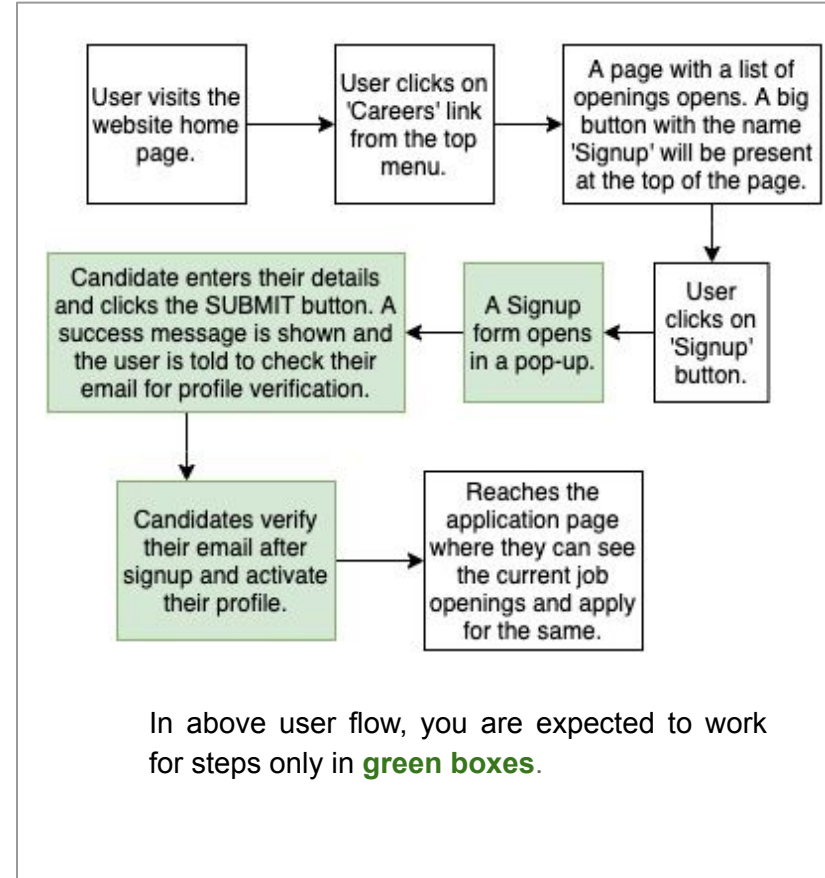 User visits the
website home
page.
User clicks on
'Careers' link
from the top
menu.
A page with a list of
openings opens. A big
button with the name
'Signup' will be present
at the top of the page.
User
clicks on
'Signup'
button.
A Signup
form opens
in a pop-up.
Candidate enters their details
and clicks the SUBMIT button. A
success message is shown and
the user is told to check their
email for profile verification.
Candidates verify
their email after
signup and activate
their profile.
Reaches the
application page
where they can see
the current job
openings and apply
for the same.
In above user flow, you are expected to work
for steps only in green boxes.